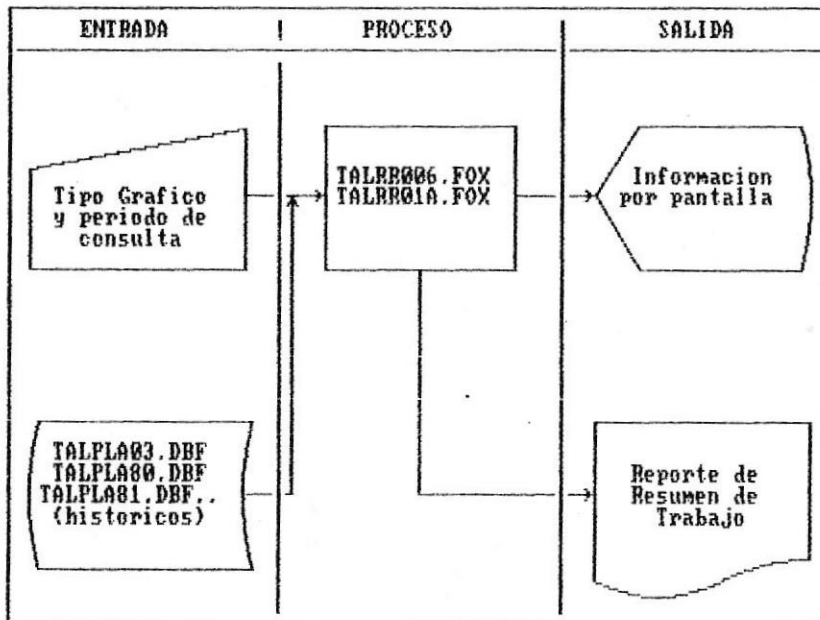 ENTRADA
PROCESO
SALIDA
Tipo Grafico
y periodo de
consulta
TALRR006.FOX
TALRR01A.FOX
Informacion
por pantalla
TALPLA03.DBF
TALPLA80.DBF
TALPLA81.DBF..
(historicos)
Reporte de
Resumen de
Trabajo